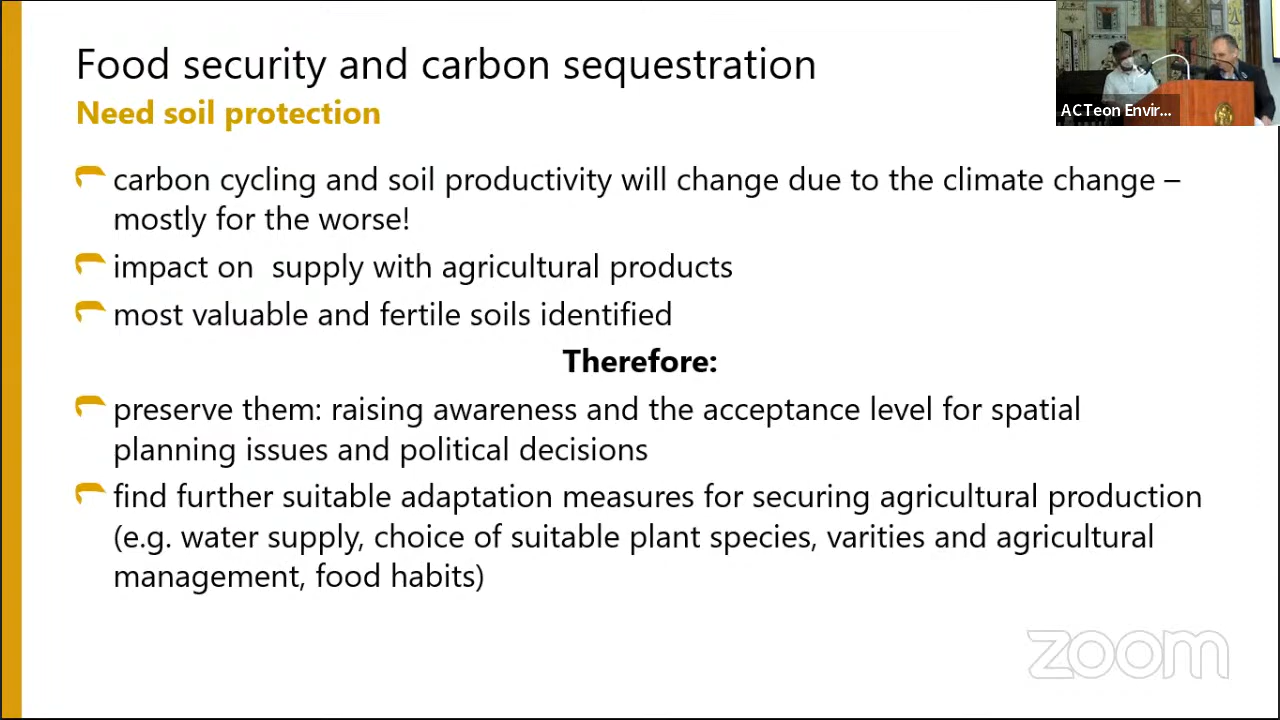 Food security and carbon sequestration
Need soil protection
ACTeon Envir...
carbon cycling and soil productivity will change due to the climate change –
mostly for the worse!
impact on  supply with agricultural products
most valuable and fertile soils identified
Therefore:
preserve them: raising awareness and the acceptance level for spatial
planning issues and political decisions
find further suitable adaptation measures for securing agricultural production
(e.g. water supply, choice of suitable plant species, varities and agricultural
management, food habits)
zoom